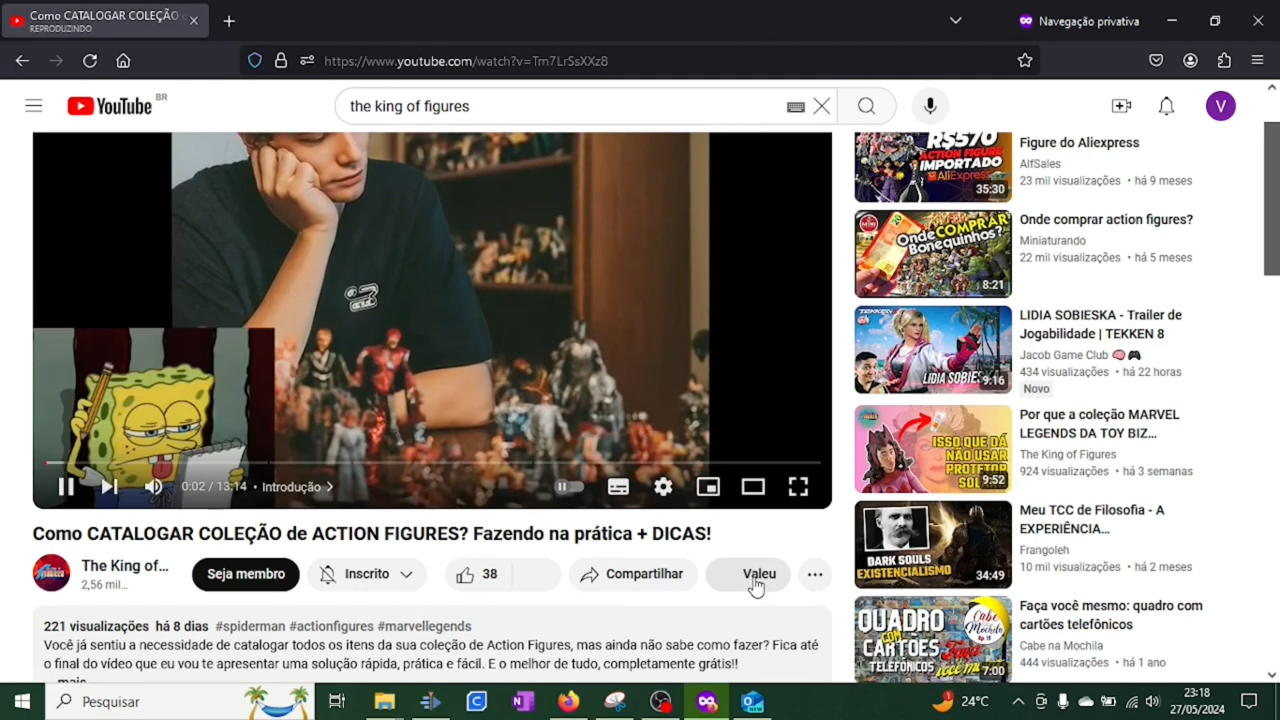 Como CATALOGAR COLEÇÃO
REPRODUZINDO
Navegação privativa
https://www.youtube.com/watch?v=Tm7LrSsXXz8
YouTube BR
the king of figures
V
R$570
ACTION FIGURE
IMPORTADO
AliExpress
35:30
Figure do Aliexpress
AlfSales
23 mil visualizações • há 9 meses
Onde COMPRAR
Bonequinhos?
8:21
Onde comprar action figures?
Miniaturando
22 mil visualizações • há 5 meses
TEKKEN
LIDIA SOBIES
9:16
LIDIA SOBIESKA - Trailer de
Jogabilidade | TEKKEN 8
Jacob Game Club 🧠🎮
434 visualizações • há 22 horas
Novo
ISSO QUE DÁ
NÃO USAR
PROTETOR
SOLA
9:52
Por que a coleção MARVEL
LEGENDS DA TOY BIZ...
The King of Figures
924 visualizações • há 3 semanas
DARK SOULS
EXISTENCIALISMO
34:49
Meu TCC de Filosofia - A
EXPERIÊNCIA...
Frangoleh
10 mil visualizações • há 2 meses
QUADRO
COM
CARTÕES
TELEFÔNICOS
Cabe
na
Mochila
7:00
Faça você mesmo: quadro com
cartões telefônicos
Cabe na Mochila
444 visualizações • há 1 ano
0:02 / 13:14 • Introdução
Como CATALOGAR COLEÇÃO de ACTION FIGURES? Fazendo na prática + DICAS!
The King of...
2,56 mil...
Seja membro
Inscrito
38
Compartilhar
Valeu
221 visualizações há 8 dias #spiderman #actionfigures #marvellegends
Você já sentiu a necessidade de cataloga- todos os itens da sua coleção de Action Figures, mas ainda não sabe como fazer? Fica até
o final do vídeo que eu vou te apresentar uma solução rápida, prática e fácil. E o melhor de tudo, completamente grátis!!
...mais
Pesquisar
1
24°C
23:18
27/05/2024